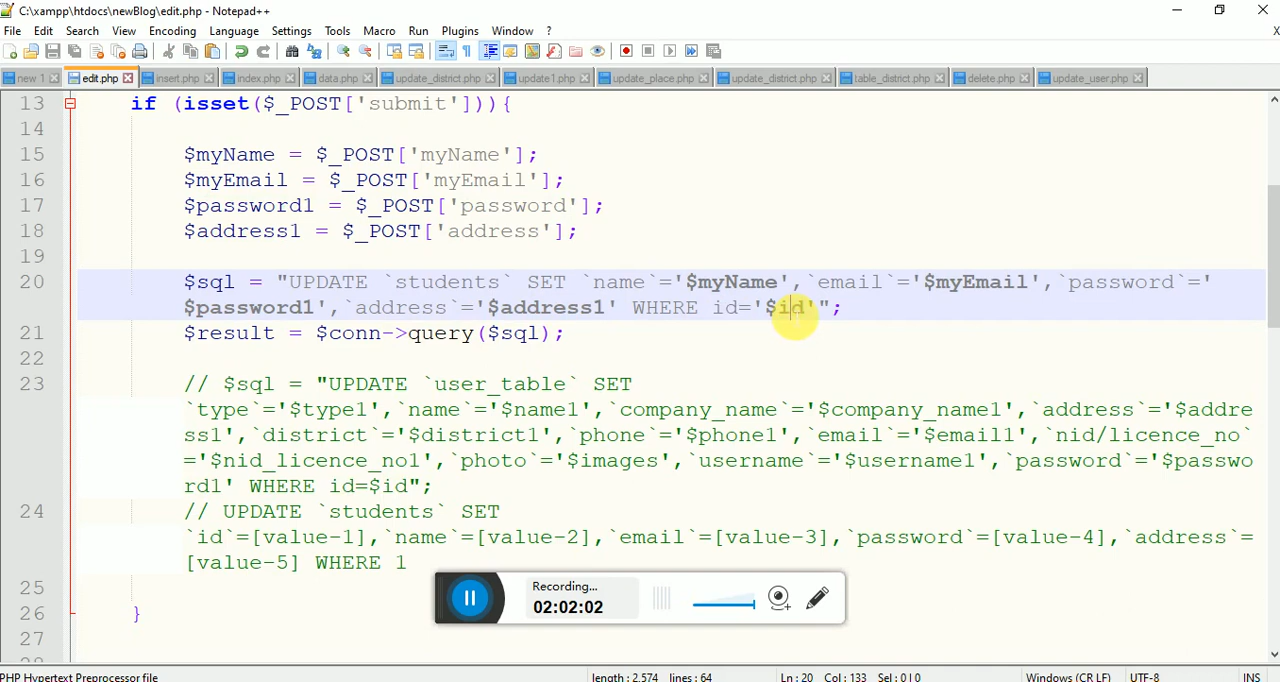 C:\xampp\htdocs\newBlog\edit.php - Notepad++
File Edit Search View Encoding Language Settings Tools Macro Run Plugins Window ? X
new 1 edit.php insert.php index.php data.php update_district.php update1.php update_place.php update_district.php table_district.php delete.php update_user.php
13 if (isset($_POST['submit'])){
14
15 $myName = $_POST['myName'];
16 $myEmail = $_POST['myEmail'];
17 $password1 = $_POST['password'];
18 $address1 = $_POST['address'];
19
20 $sql = "UPDATE `students` SET `name`='$myName',`email`='$myEmail',`password`='
$password1',`address`='$address1' WHERE id='$id'";
21 $result = $conn->query($sql);
22
23 // $sql = "UPDATE `user_table` SET
`type`='$type1',`name`='$name1',`company_name`='$company_name1',`address`='$addre
ss1',`district`='$district1',`phone`='$phone1',`email`='$email1',`nid/licence_no`
='$nid_licence_no1',`photo`='$images',`username`='$username1',`password`='$passwo
rd1' WHERE id=$id";
24 // UPDATE `students` SET
`id`=[value-1],`name`=[value-2],`email`=[value-3],`password`=[value-4],`address`=
[value-5] WHERE 1
25
26 }
27
Recording...
02:02:02
PHP Hypertext Preprocessor file length : 2,574 lines : 64 Ln : 20 Col : 133 Sel : 0 | 0 Windows (CR LF) UTF-8 INS